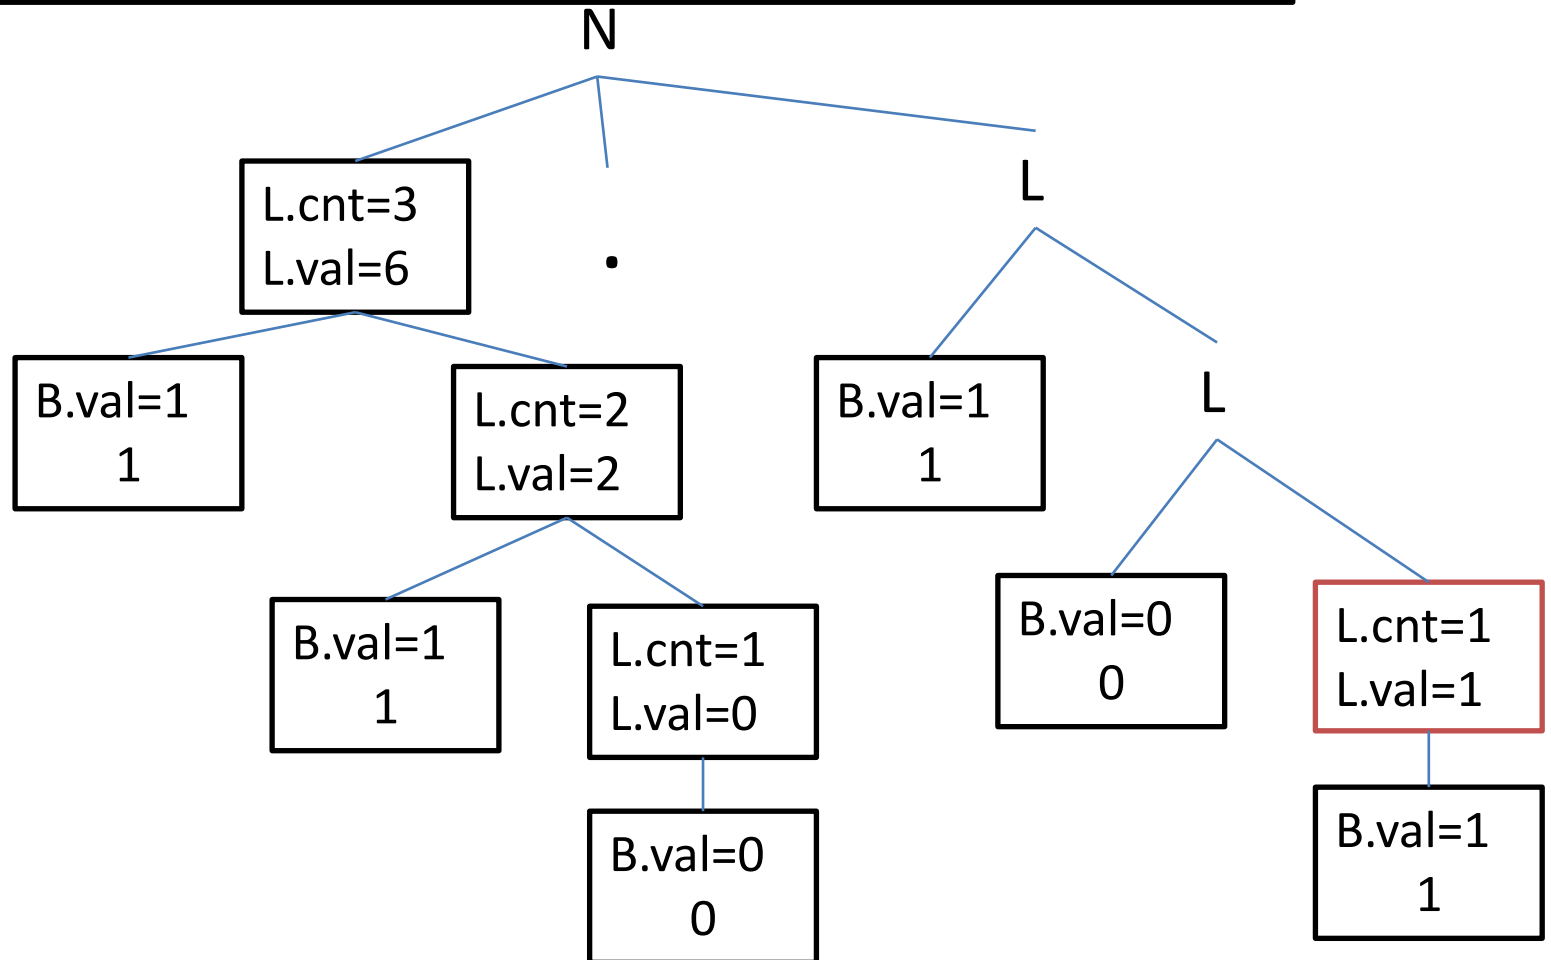 N
L.cnt=3
L.val=6
.
L
B.val=1
1
L.cnt=2
L.val=2
B.val=1
1
L
B.val=1
1
L.cnt=1
L.val=0
B.val=0
0
L.cnt=1
L.val=1
B.val=0
0
B.val=1
1